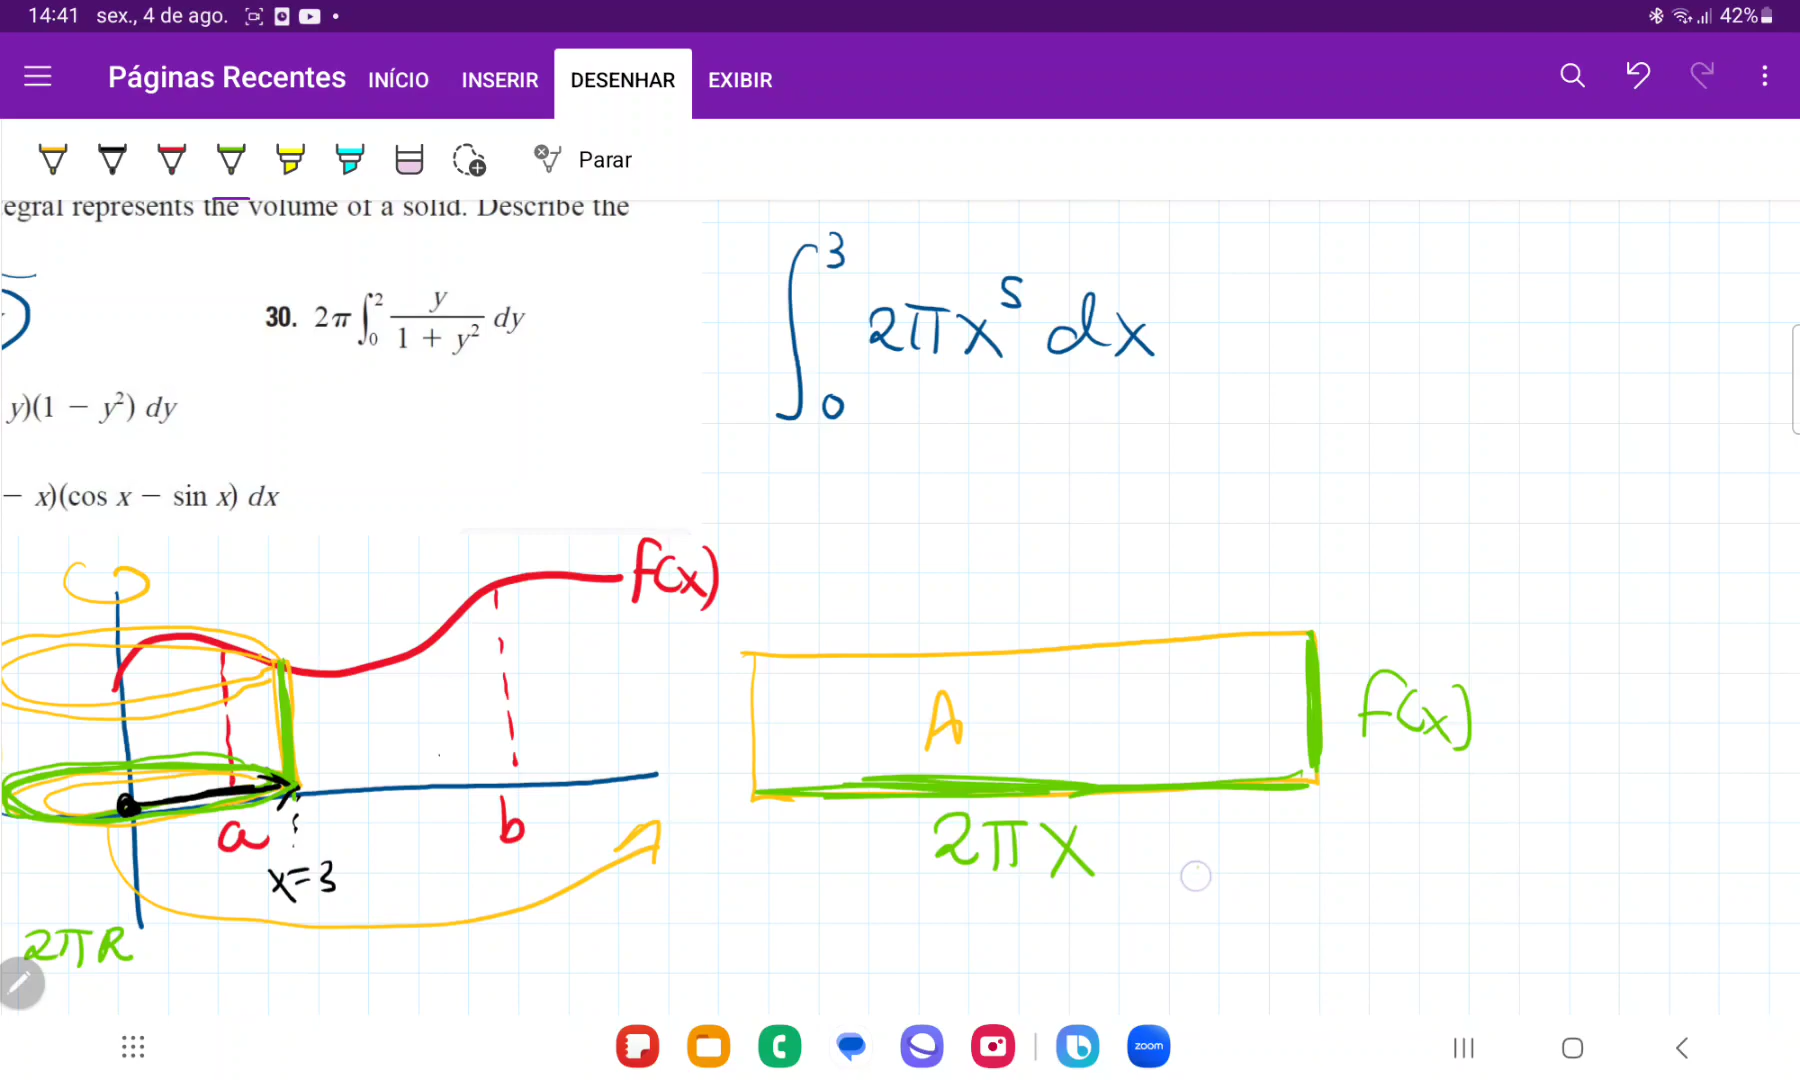 14:41 sex., 4 de ago. 42%
Páginas Recentes INÍCIO INSERIR DESENHAR EXIBIR
Parar
egral represents the volume of a solid. Describe the
30. 2π ∫₀² y/(1 + y²) dy
y)(1 − y²) dy
− x)(cos x − sin x) dx
∫₀³ 2πx⁵ dx
f(x)
a
b
x=3
2πR
A
f(x)
2πx
zoom